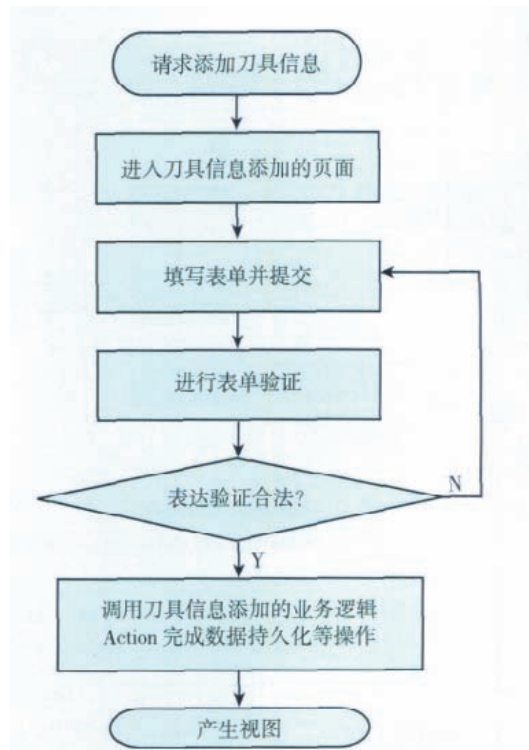 请求添加刀具信息
进入刀具信息添加的页面
填写表单并提交
进行表单验证
表达验证合法?
N
Y
调用刀具信息添加的业务逻辑
Action 完成数据持久化等操作
产生视图